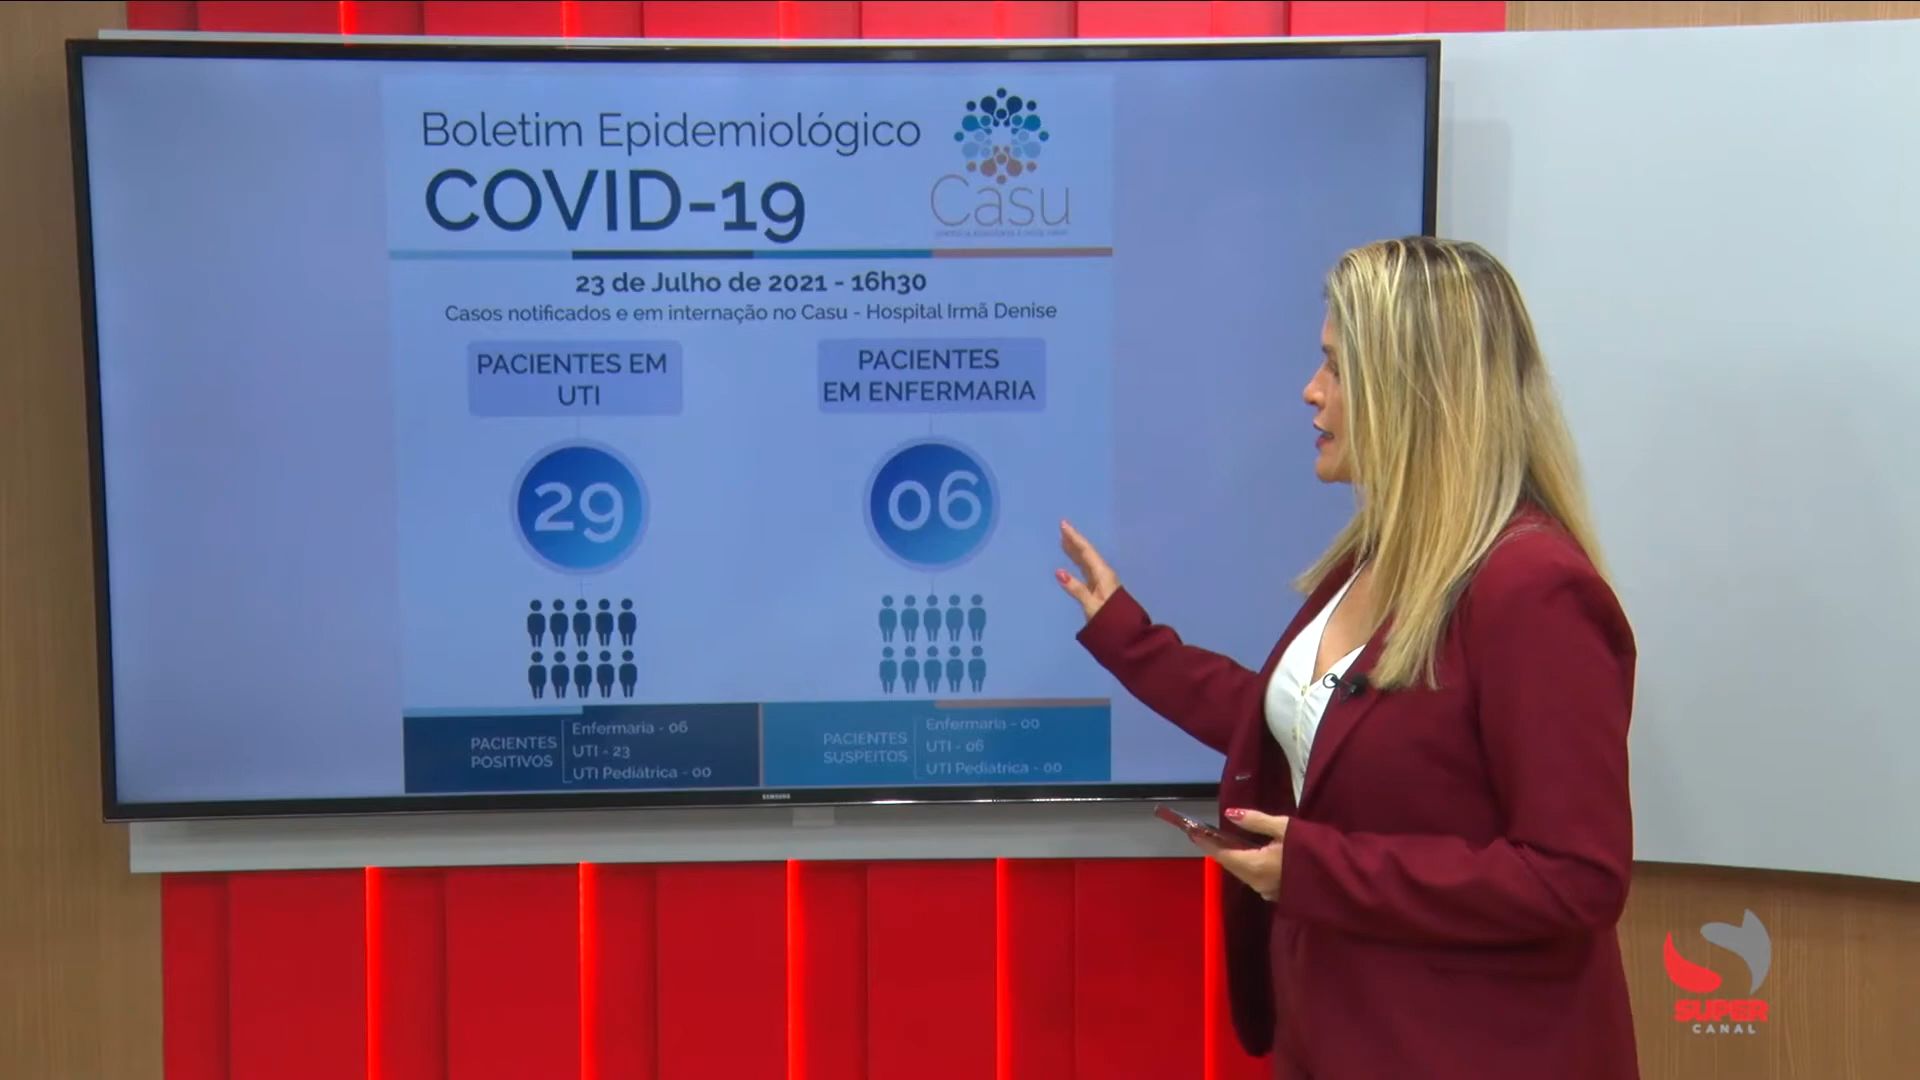 Boletim Epidemiológico
COVID-19
Casu
23 de Julho de 2021 - 16h30
Casos notificados e em internação no Casu - Hospital Irmã Denise
PACIENTES EM
UTI
29
PACIENTES
EM ENFERMARIA
06
PACIENTES
POSITIVOS
Enfermaria - 06
UTI - 23
UTI Pediátrica - 00
PACIENTES
SUSPEITOS
Enfermaria - 00
UTI - 06
UTI Pediátrica - 00
SAMSUNG
SUPER
CANAL